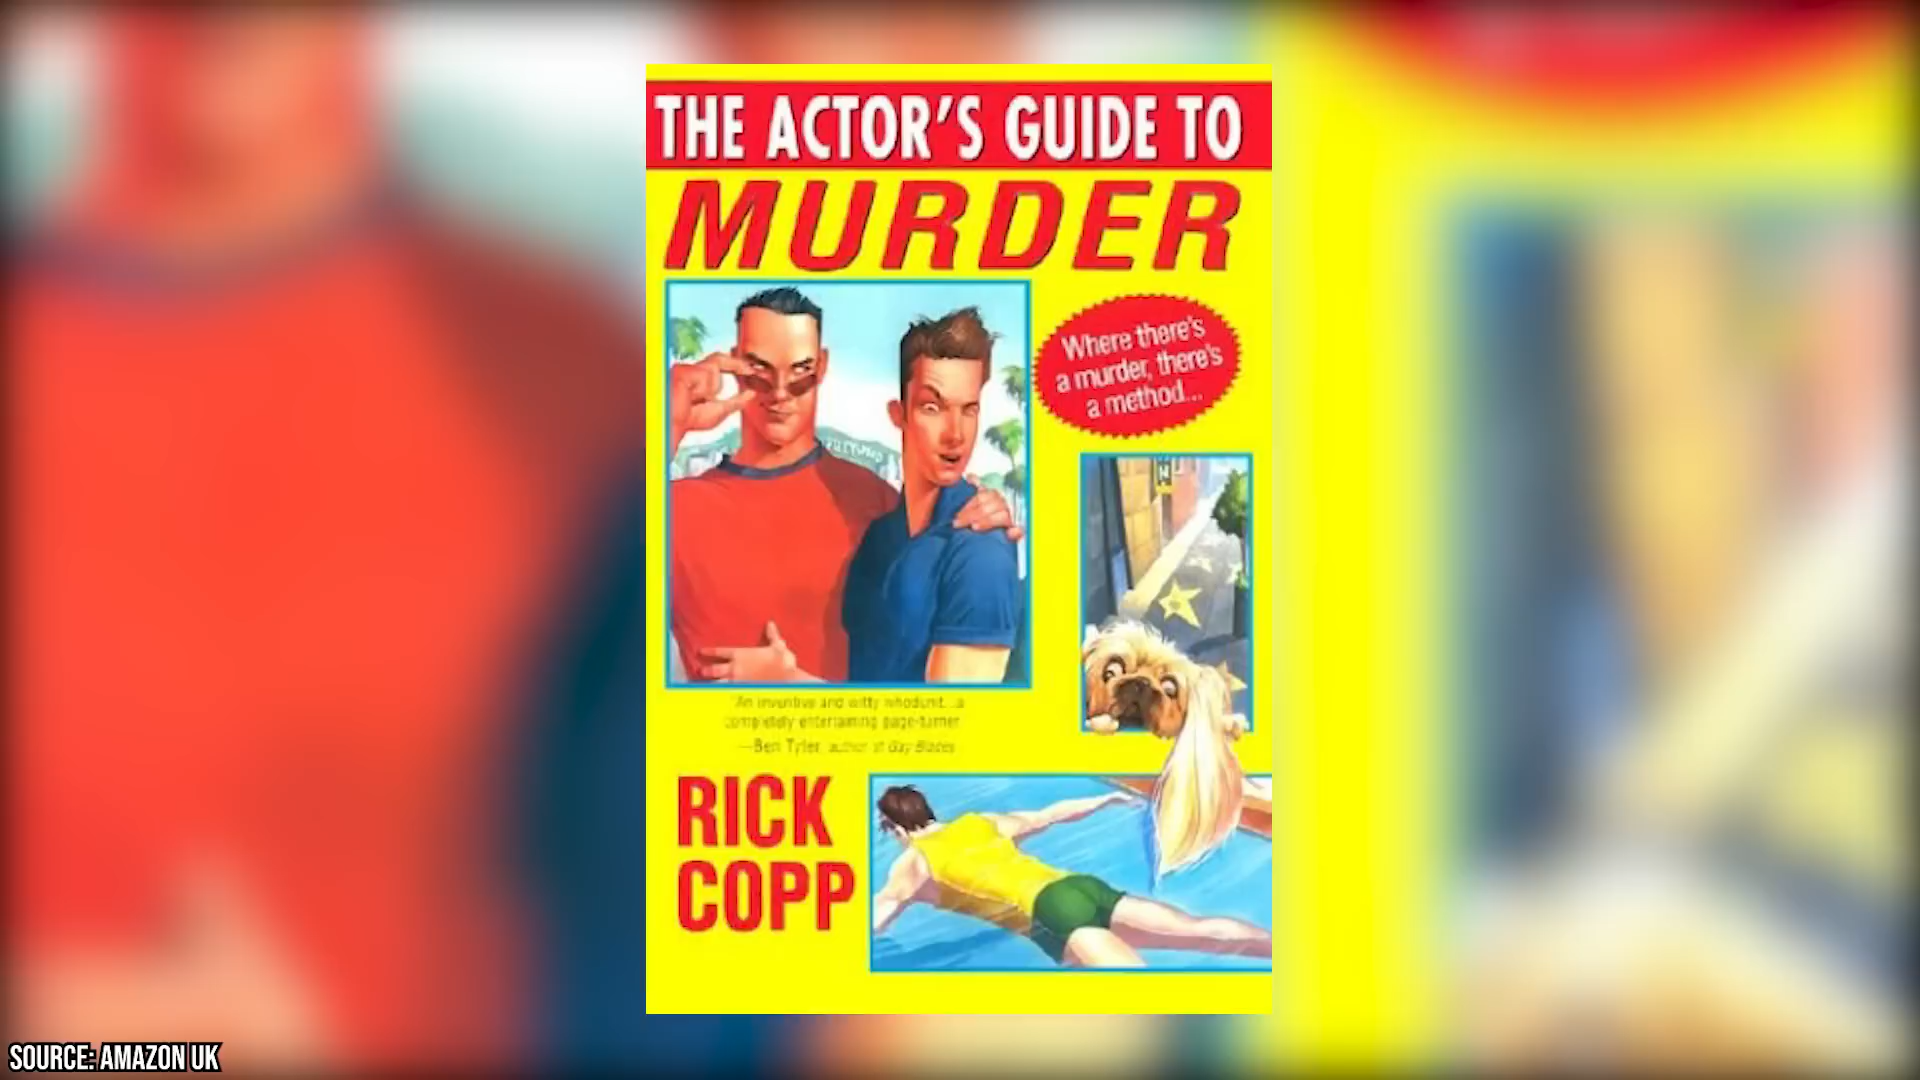 THE ACTOR'S GUIDE TO
MURDER
Where there's
a murder, there's
a method...
"An inventive and witty whodunit...a
completely entertaining page-turner
—Ben Tyler, author of Gay Blades
RICK
COPP
SOURCE: AMAZON UK